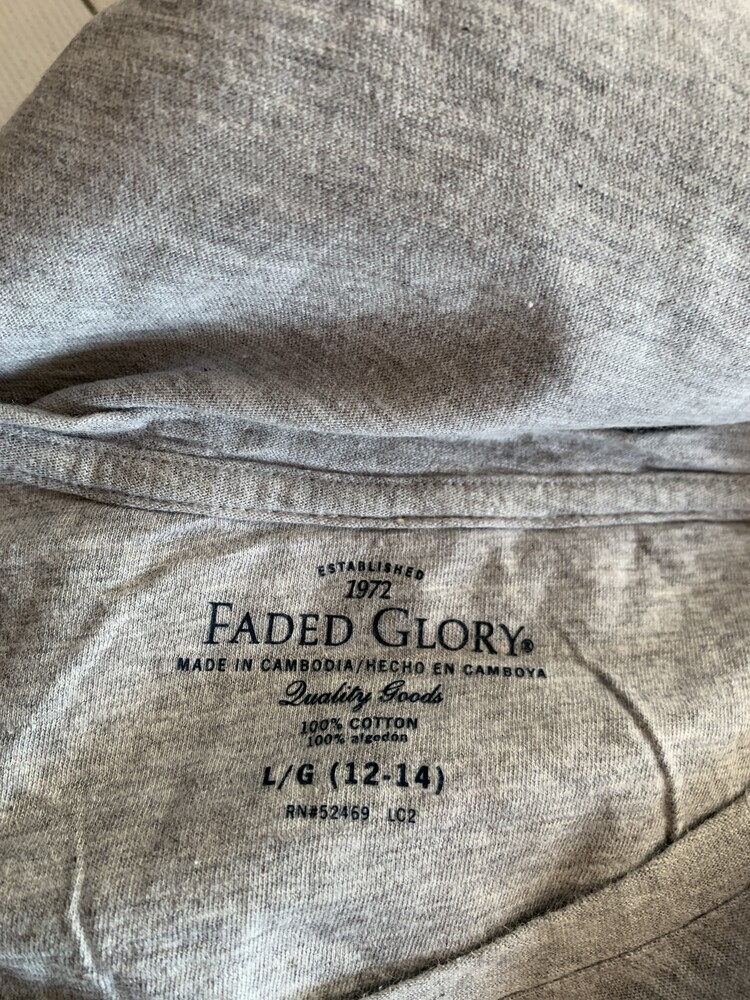 ESTABLISHED
1972
FADED GLORY®
MADE IN CAMBODIA/HECHO EN CAMBOYA
Quality Goods
100% COTTON
100% algodón
L/G (12-14)
RN#52469 LC2